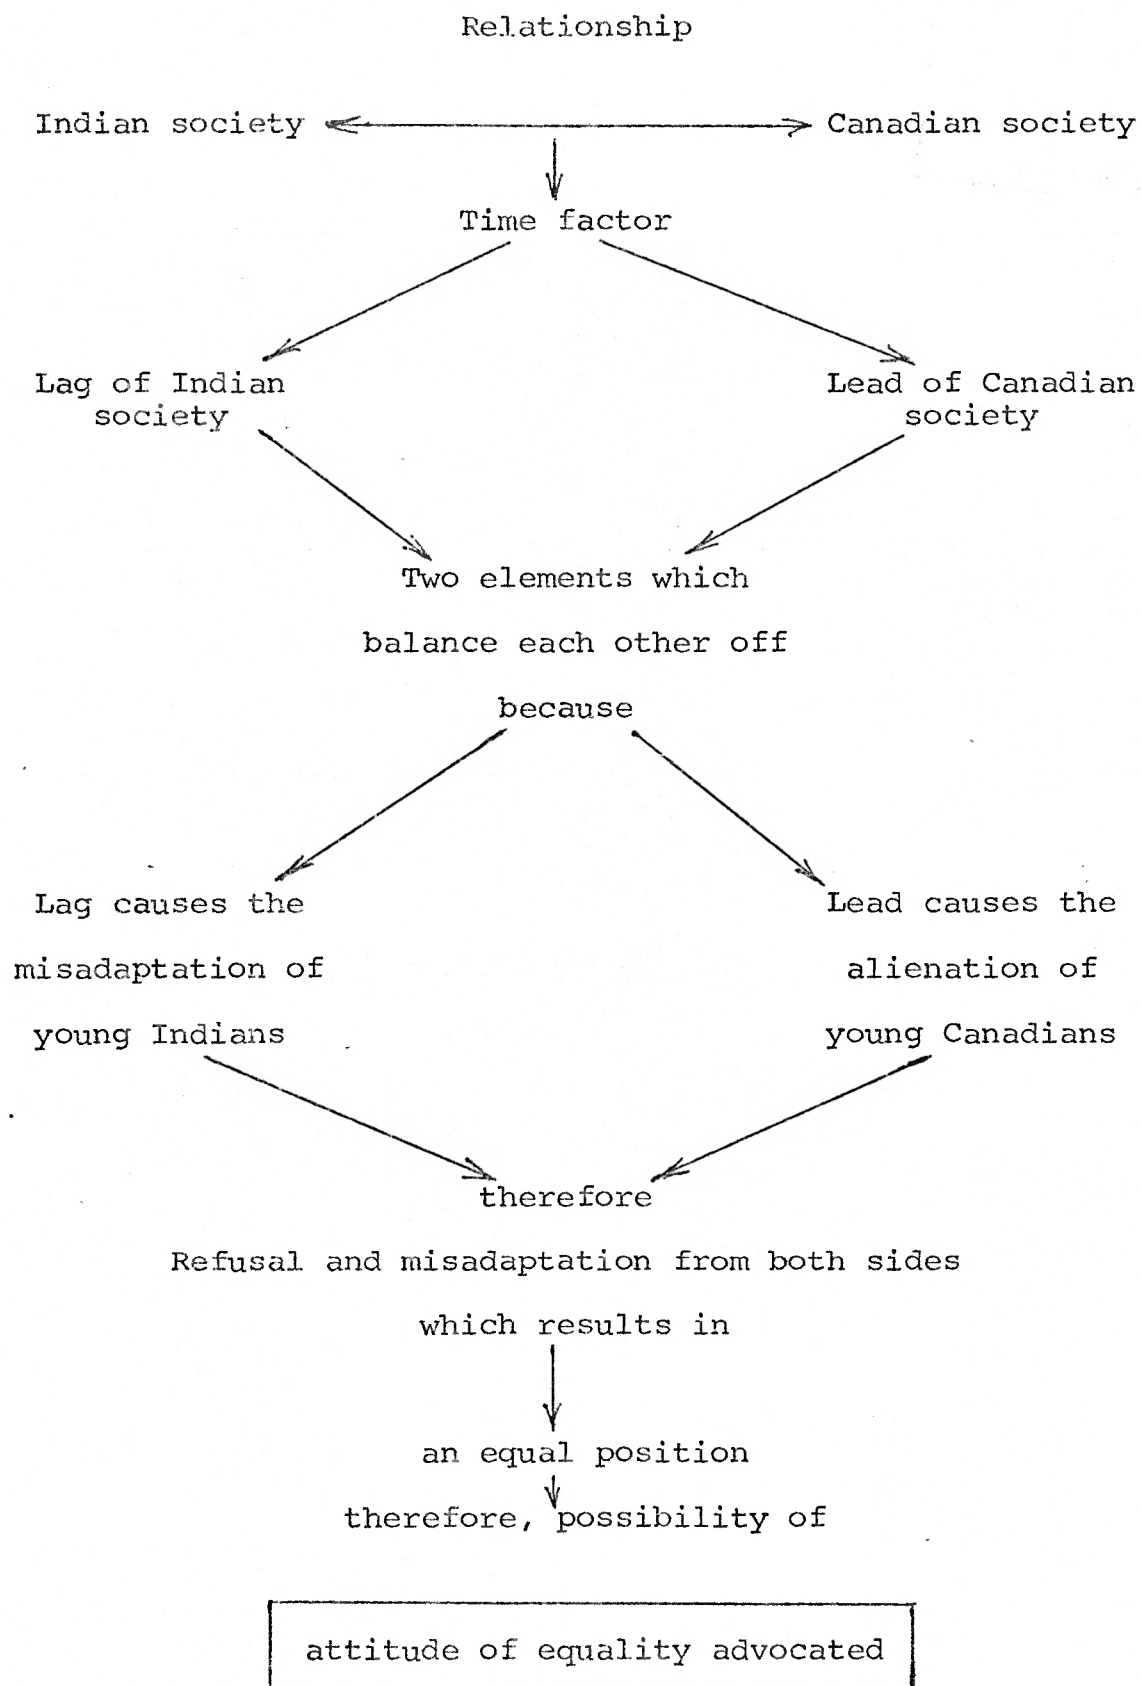 Relationship
Indian society
Canadian society
Time factor
Lag of Indian
society
Lead of Canadian
society
Two elements which
balance each other off
because
Lag causes the
misadaptation of
young Indians
Lead causes the
alienation of
young Canadians
therefore
Refusal and misadaptation from both sides
which results in
an equal position
therefore, possibility of
attitude of equality advocated